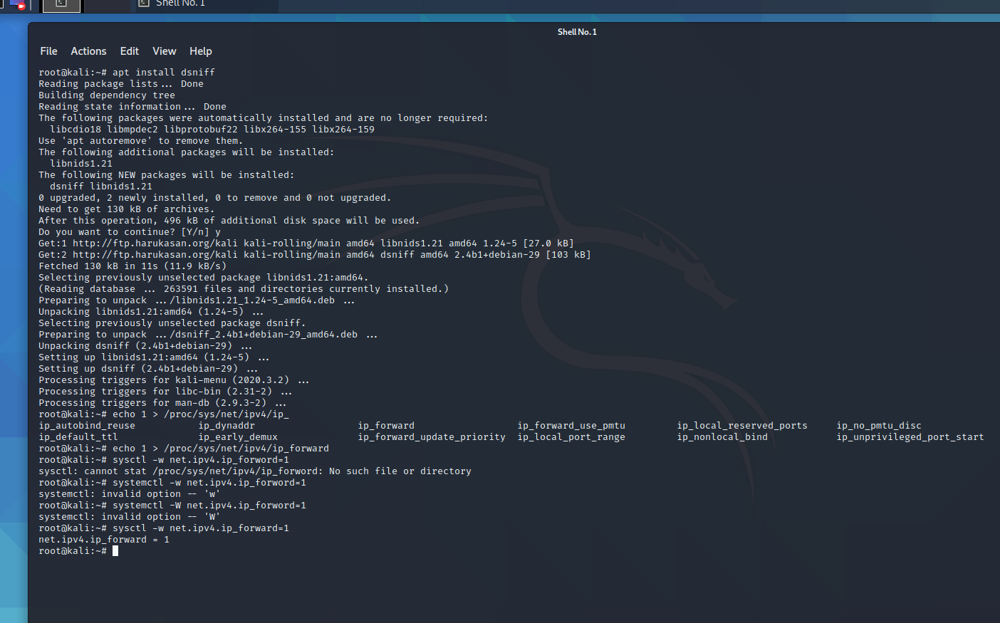 Shell No. 1
Shell No. 1
File Actions Edit View Help
root@kali:~# apt install dsniff
Reading package lists... Done
Building dependency tree
Reading state information... Done
The following packages were automatically installed and are no longer required:
libcdio18 libmpdec2 libprotobuf22 libx264-155 libx264-159
Use 'apt autoremove' to remove them.
The following additional packages will be installed:
libnids1.21
The following NEW packages will be installed:
dsniff libnids1.21
0 upgraded, 2 newly installed, 0 to remove and 0 not upgraded.
Need to get 130 kB of archives.
After this operation, 496 kB of additional disk space will be used.
Do you want to continue? [Y/n] y
Get:1 http://ftp.harukasan.org/kali kali-rolling/main amd64 libnids1.21 amd64 1.24-5 [27.0 kB]
Get:2 http://ftp.harukasan.org/kali kali-rolling/main amd64 dsniff amd64 2.4b1+debian-29 [103 kB]
Fetched 130 kB in 11s (11.9 kB/s)
Selecting previously unselected package libnids1.21:amd64.
(Reading database ... 263591 files and directories currently installed.)
Preparing to unpack .../libnids1.21_1.24-5_amd64.deb ...
Unpacking libnids1.21:amd64 (1.24-5) ...
Selecting previously unselected package dsniff.
Preparing to unpack .../dsniff_2.4b1+debian-29_amd64.deb ...
Unpacking dsniff (2.4b1+debian-29) ...
Setting up libnids1.21:amd64 (1.24-5) ...
Setting up dsniff (2.4b1+debian-29) ...
Processing triggers for kali-menu (2020.3.2) ...
Processing triggers for libc-bin (2.31-2) ...
Processing triggers for man-db (2.9.3-2) ...
root@kali:~# echo 1 > /proc/sys/net/ipv4/ip_
ip_autobind_reuse ip_dynaddr ip_forward ip_forward_use_pmtu ip_local_reserved_ports ip_no_pmtu_disc
ip_default_ttl ip_early_demux ip_forward_update_priority ip_local_port_range ip_nonlocal_bind ip_unprivileged_port_start
root@kali:~# echo 1 > /proc/sys/net/ipv4/ip_forward
root@kali:~# sysctl -w net.ipv4.ip_forword=1
sysctl: cannot stat /proc/sys/net/ipv4/ip_forword: No such file or directory
root@kali:~# systemctl -w net.ipv4.ip_forword=1
systemctl: invalid option -- 'w'
root@kali:~# systemctl -W net.ipv4.ip_forword=1
systemctl: invalid option -- 'W'
root@kali:~# sysctl -w net.ipv4.ip_forward=1
net.ipv4.ip_forward = 1
root@kali:~#